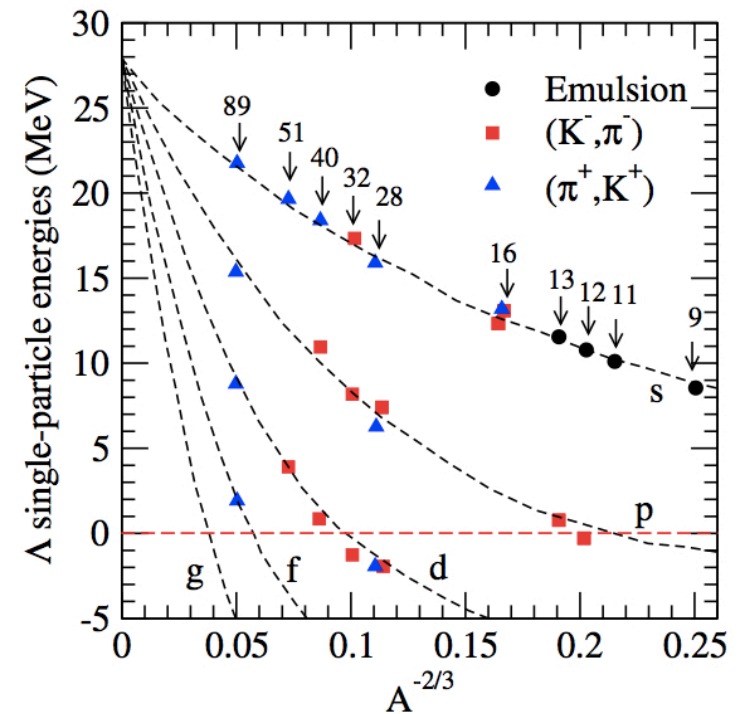 30
25
20
15
10
5
0
-5
Λ single-particle energies (MeV)
Emulsion
(K⁻,π⁻)
(π⁺,K⁺)
89
51
40
32
28
16
13
12
11
9
s
p
d
f
g
0
0.05
0.1
0.15
0.2
0.25
A⁻²/³